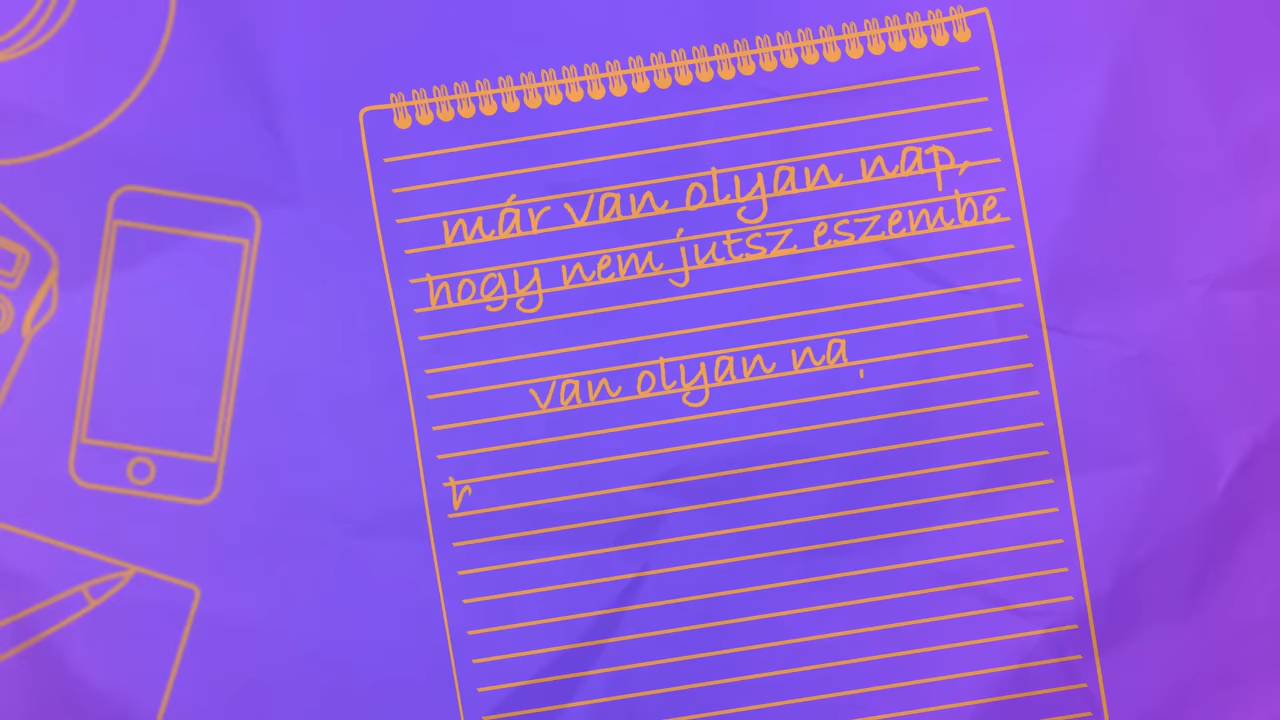 már van olyan nap,
hogy nem jutsz eszembe
van olyan na